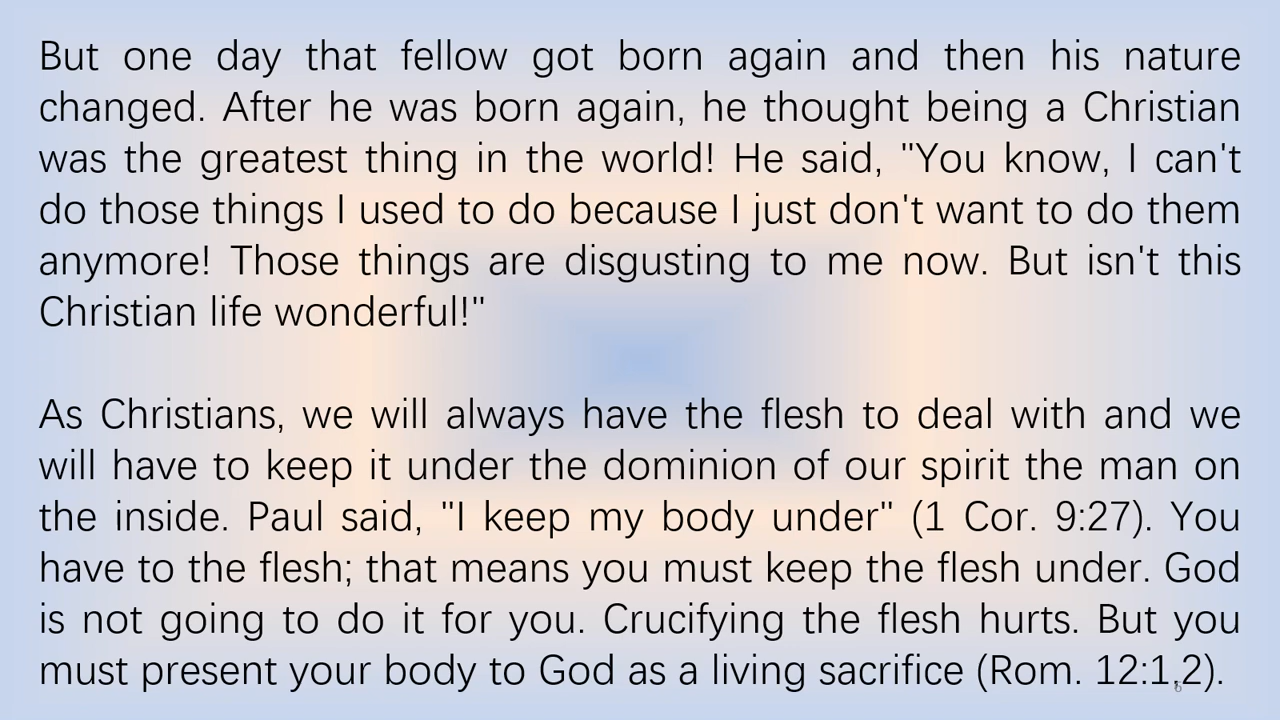 But one day that fellow got born again and then his nature
changed. After he was born again, he thought being a Christian
was the greatest thing in the world! He said, "You know, I can't
do those things I used to do because I just don't want to do them
anymore! Those things are disgusting to me now. But isn't this
Christian life wonderful!"
As Christians, we will always have the flesh to deal with and we
will have to keep it under the dominion of our spirit the man on
the inside. Paul said, "I keep my body under" (1 Cor. 9:27). You
have to the flesh; that means you must keep the flesh under. God
is not going to do it for you. Crucifying the flesh hurts. But you
must present your body to God as a living sacrifice (Rom. 12:1,2).
6